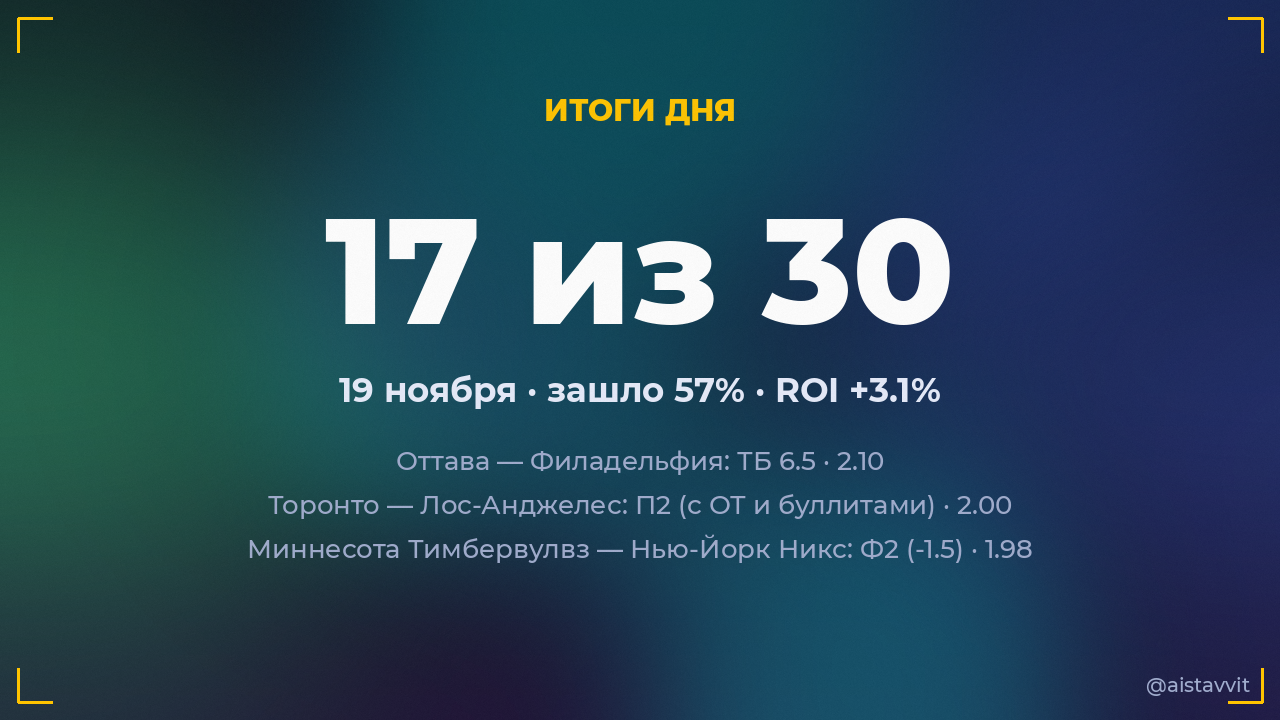 ИТОГИ ДНЯ
17 из 30
19 ноября · зашло 57% · ROI +3.1%
Оттава — Филадельфия: ТБ 6.5 · 2.10
Торонто — Лос-Анджелес: П2 (с ОТ и буллитами) · 2.00
Миннесота Тимбервулвз — Нью-Йорк Никс: Ф2 (-1.5) · 1.98
@aistavvit